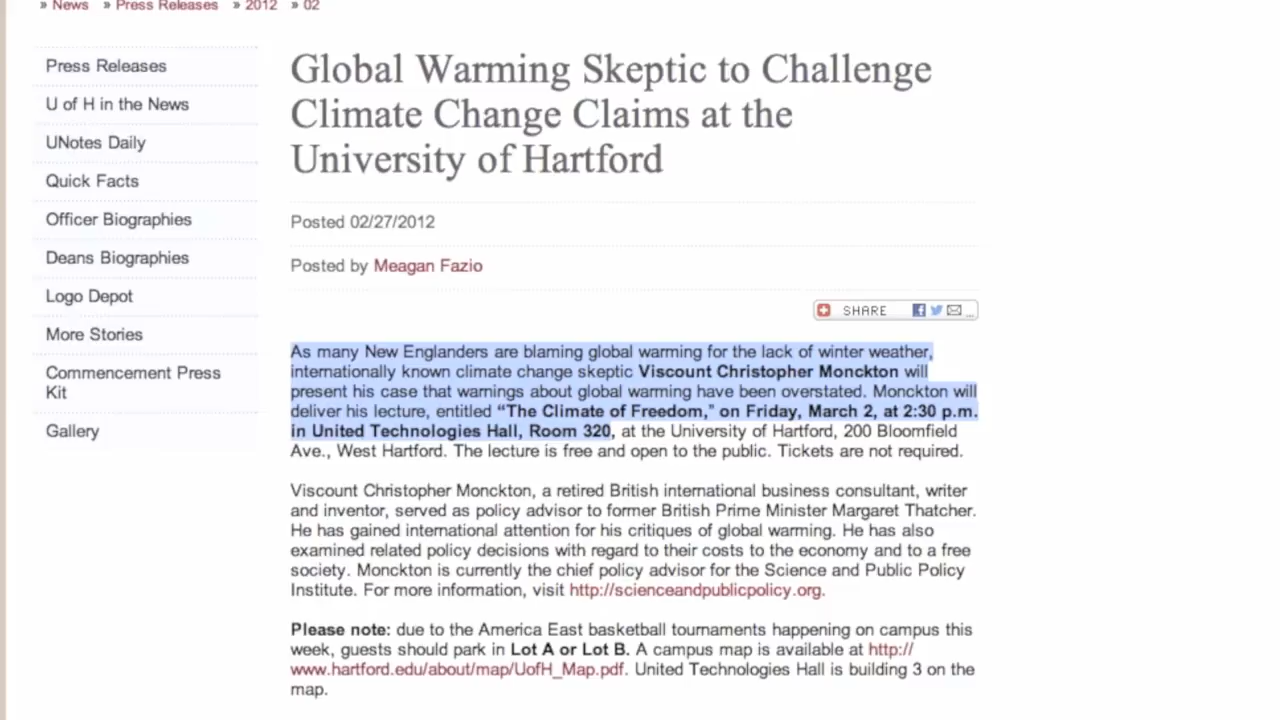 » News » Press Releases » 2012 » 02
Press Releases
U of H in the News
UNotes Daily
Quick Facts
Officer Biographies
Deans Biographies
Logo Depot
More Stories
Commencement Press
Kit
Gallery
Global Warming Skeptic to Challenge
Climate Change Claims at the
University of Hartford
Posted 02/27/2012
Posted by Meagan Fazio
SHARE ...
As many New Englanders are blaming global warming for the lack of winter weather,
internationally known climate change skeptic Viscount Christopher Monckton will
present his case that warnings about global warming have been overstated. Monckton will
deliver his lecture, entitled “The Climate of Freedom,” on Friday, March 2, at 2:30 p.m.
in United Technologies Hall, Room 320, at the University of Hartford, 200 Bloomfield
Ave., West Hartford. The lecture is free and open to the public. Tickets are not required.
Viscount Christopher Monckton, a retired British international business consultant, writer
and inventor, served as policy advisor to former British Prime Minister Margaret Thatcher.
He has gained international attention for his critiques of global warming. He has also
examined related policy decisions with regard to their costs to the economy and to a free
society. Monckton is currently the chief policy advisor for the Science and Public Policy
Institute. For more information, visit http://scienceandpublicpolicy.org.
Please note: due to the America East basketball tournaments happening on campus this
week, guests should park in Lot A or Lot B. A campus map is available at http://
www.hartford.edu/about/map/UofH_Map.pdf. United Technologies Hall is building 3 on the
map.